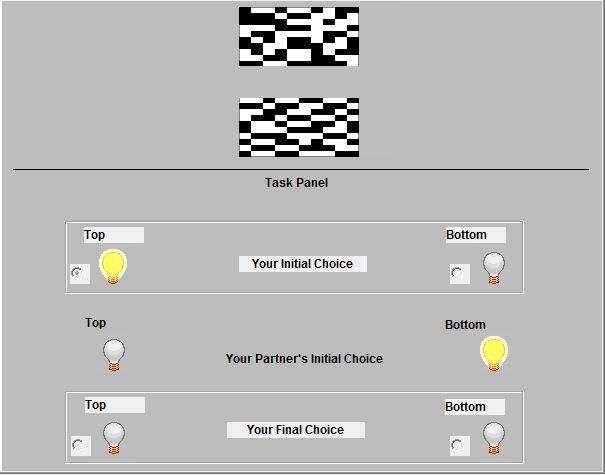 Task Panel
Top
Bottom
Your Initial Choice
Top
Bottom
Your Partner's Initial Choice
Top
Bottom
Your Final Choice